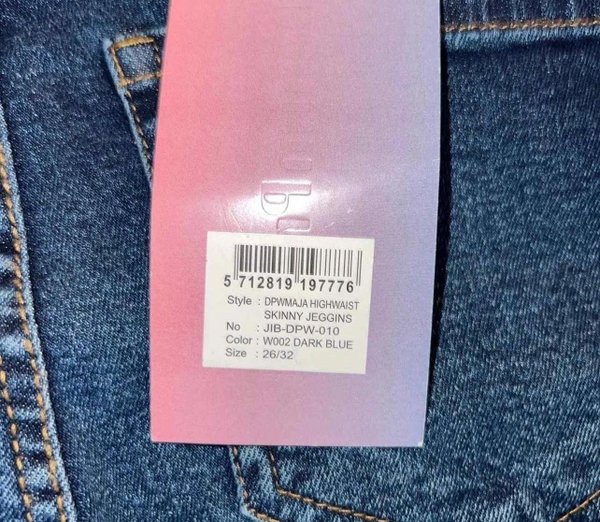 5 712819 197776
Style : DPWMAJA HIGHWAIST
SKINNY JEGGINS
No : JIB-DPW-010
Color : W002 DARK BLUE
Size : 26/32